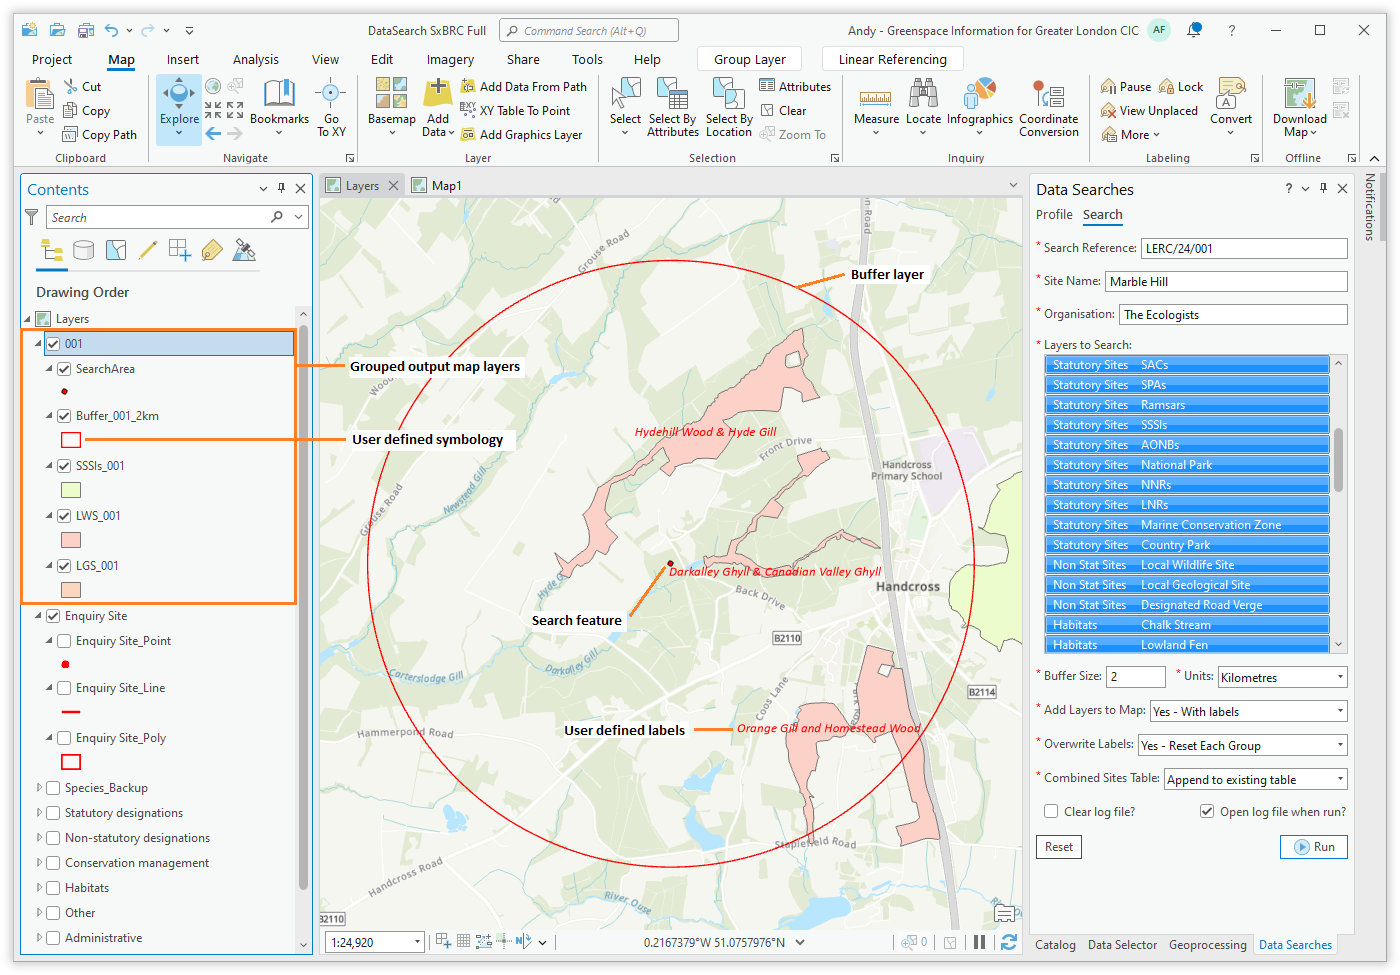 DataSearch SxBRC Full
Command Search (Alt+Q)
Andy - Greenspace Information for Greater London CIC
AF
?
Project
Map
Insert
Analysis
View
Edit
Imagery
Share
Tools
Help
Group Layer
Linear Referencing
Paste
Cut
Copy
Copy Path
Clipboard
Explore
Bookmarks
Go
To XY
Navigate
Basemap
Add
Data
Add Data From Path
XY Table To Point
Add Graphics Layer
Layer
Select
Select By
Attributes
Select By
Location
Attributes
Clear
Zoom To
Selection
Measure
Locate
Infographics
Coordinate
Conversion
Inquiry
Pause
Lock
View Unplaced
More
Convert
Labeling
Download
Map
Offline
Contents
Search
Drawing Order
Layers
001
SearchArea
Buffer_001_2km
SSSIs_001
LWS_001
LGS_001
Enquiry Site
Enquiry Site_Point
Enquiry Site_Line
Enquiry Site_Poly
Species_Backup
Statutory designations
Non-statutory designations
Conservation management
Habitats
Other
Administrative
Layers
Map1
Grouse Road
Buffer layer
Grouped output map layers
User defined symbology
Hydehill Wood & Hyde Gill
Front Drive
Handcross
Primary School
Newstead Gill
Grouse Road
Darkalley Ghyll & Canadian Valley Ghyll
Back Drive
Handcross
Search feature
B2110
Darkalley Gill
Carterslodge Gill
Coos Lane
B2114
Hammerpond Road
User defined labels
Orange Gill and Homestead Wood
Staplefield Road
Handcross Road
River Ouse
B2110
1:24,920
0.2167379°W 51.0757976°N
0
Data Searches
?
Profile
Search
* Search Reference:
LERC/24/001
* Site Name:
Marble Hill
* Organisation:
The Ecologists
* Layers to Search:
Statutory Sites SACs
Statutory Sites SPAs
Statutory Sites Ramsars
Statutory Sites SSSIs
Statutory Sites AONBs
Statutory Sites National Park
Statutory Sites NNRs
Statutory Sites LNRs
Statutory Sites Marine Conservation Zone
Statutory Sites Country Park
Non Stat Sites Local Wildlife Site
Non Stat Sites Local Geological Site
Non Stat Sites Designated Road Verge
Habitats Chalk Stream
Habitats Lowland Fen
* Buffer Size:
2
* Units:
Kilometres
* Add Layers to Map:
Yes - With labels
* Overwrite Labels:
Yes - Reset Each Group
* Combined Sites Table:
Append to existing table
Clear log file?
Open log file when run?
Reset
Run
Catalog
Data Selector
Geoprocessing
Data Searches
Notifications